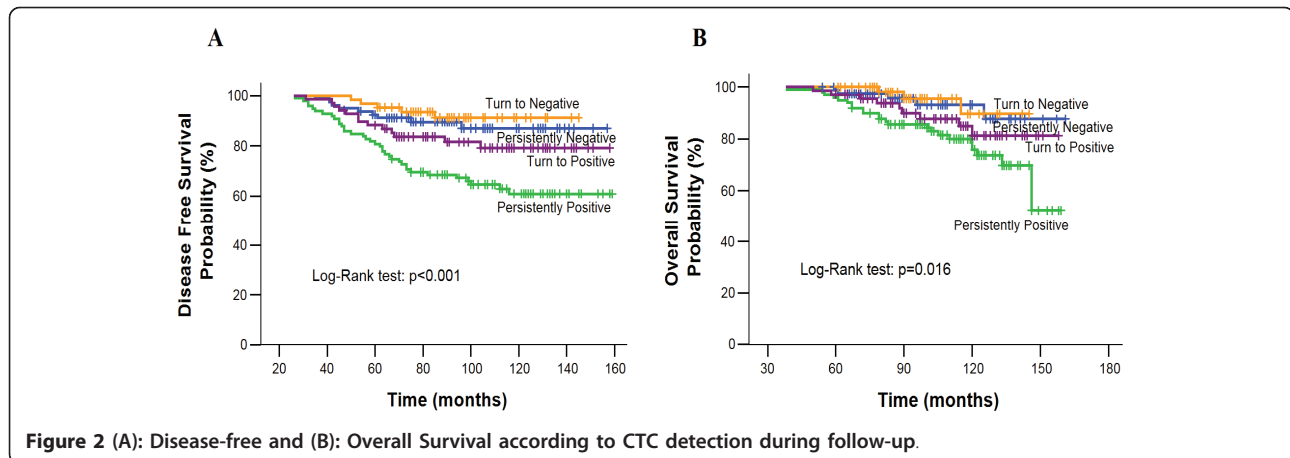 A
Disease Free Survival
Probability (%)
100
80
60
40
20
0
Turn to Negative
Persistently Negative
Turn to Positive
Persistently Positive
Log-Rank test: p<0.001
20 40 60 80 100 120 140 160
Time (months)
B
Overall Survival
Probability (%)
100
80
60
40
20
0
Turn to Negative
Persistently Negative
Turn to Positive
Persistently Positive
Log-Rank test: p=0.016
30 60 90 120 150 180
Time (months)
Figure 2 (A): Disease-free and (B): Overall Survival according to CTC detection during follow-up.